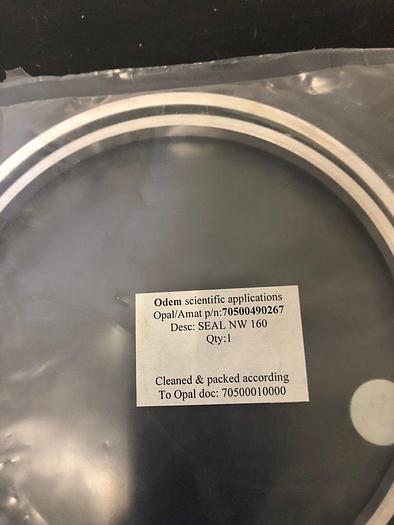 Odem scientific applications
Opal/Amat p/n:70500490267
Desc: SEAL NW 160
Qty:1
Cleaned & packed according
To Opal doc: 70500010000